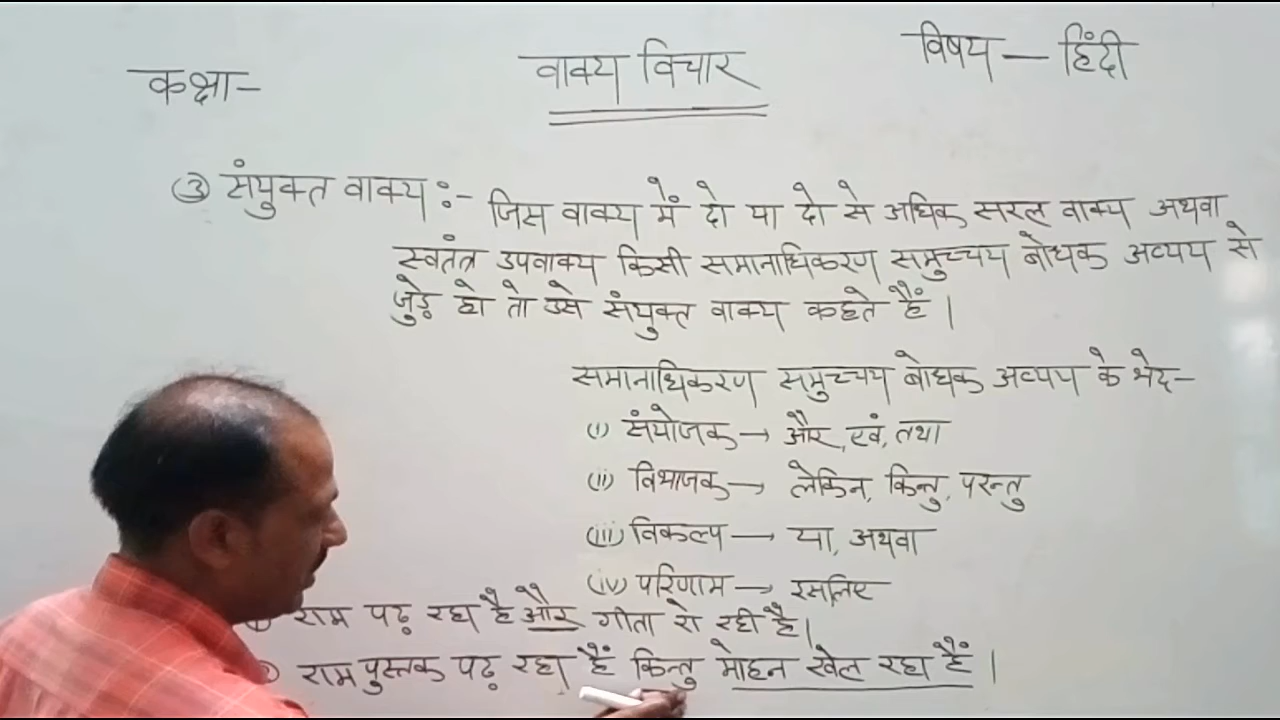 कक्षा-
वाक्य विचार
विषय — हिंदी
③ संयुक्त वाक्य :- जिस वाक्य में दो या दो से अधिक सरल वाक्य अथवा
स्वतंत्र उपवाक्य किसी समानाधिकरण समुच्चय बोधक अव्यय से
जुड़े हो तो उसे संयुक्त वाक्य कहते हैं।
समानाधिकरण समुच्चय बोधक अव्यय के भेद-
(i) संयोजक → और, एवं, तथा
(ii) विभाजक → लेकिन, किन्तु, परन्तु
(iii) विकल्प → या, अथवा
(iv) परिणाम → इसलिए
राम पढ़ रहा है और गीता रो रही है।
राम पुस्तक पढ़ रहा हैं किन्तु मोहन खेल रहा हैं।